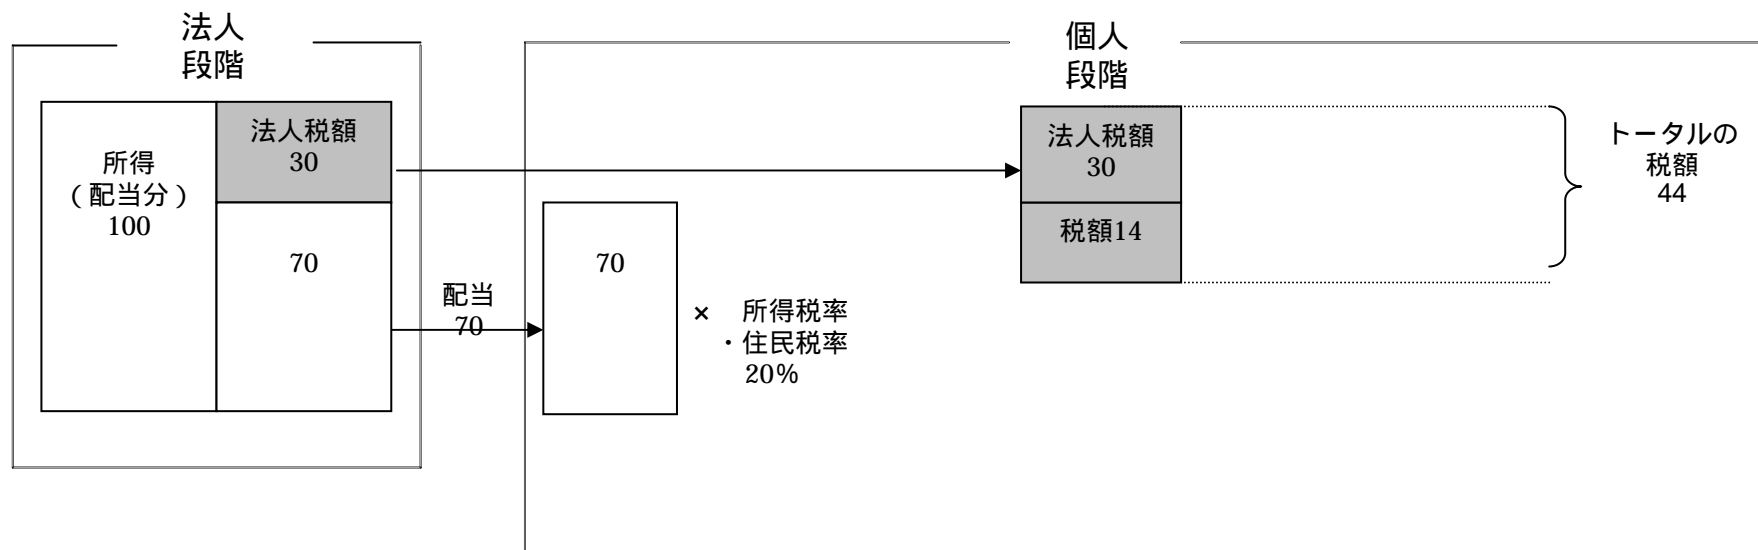 法人
段階
所得
（配当分）
100
法人税額
30
70
配当
70
個人
段階
70
×　所得税率
・住民税率
20%
法人税額
30
税額14
トータルの
税額
44